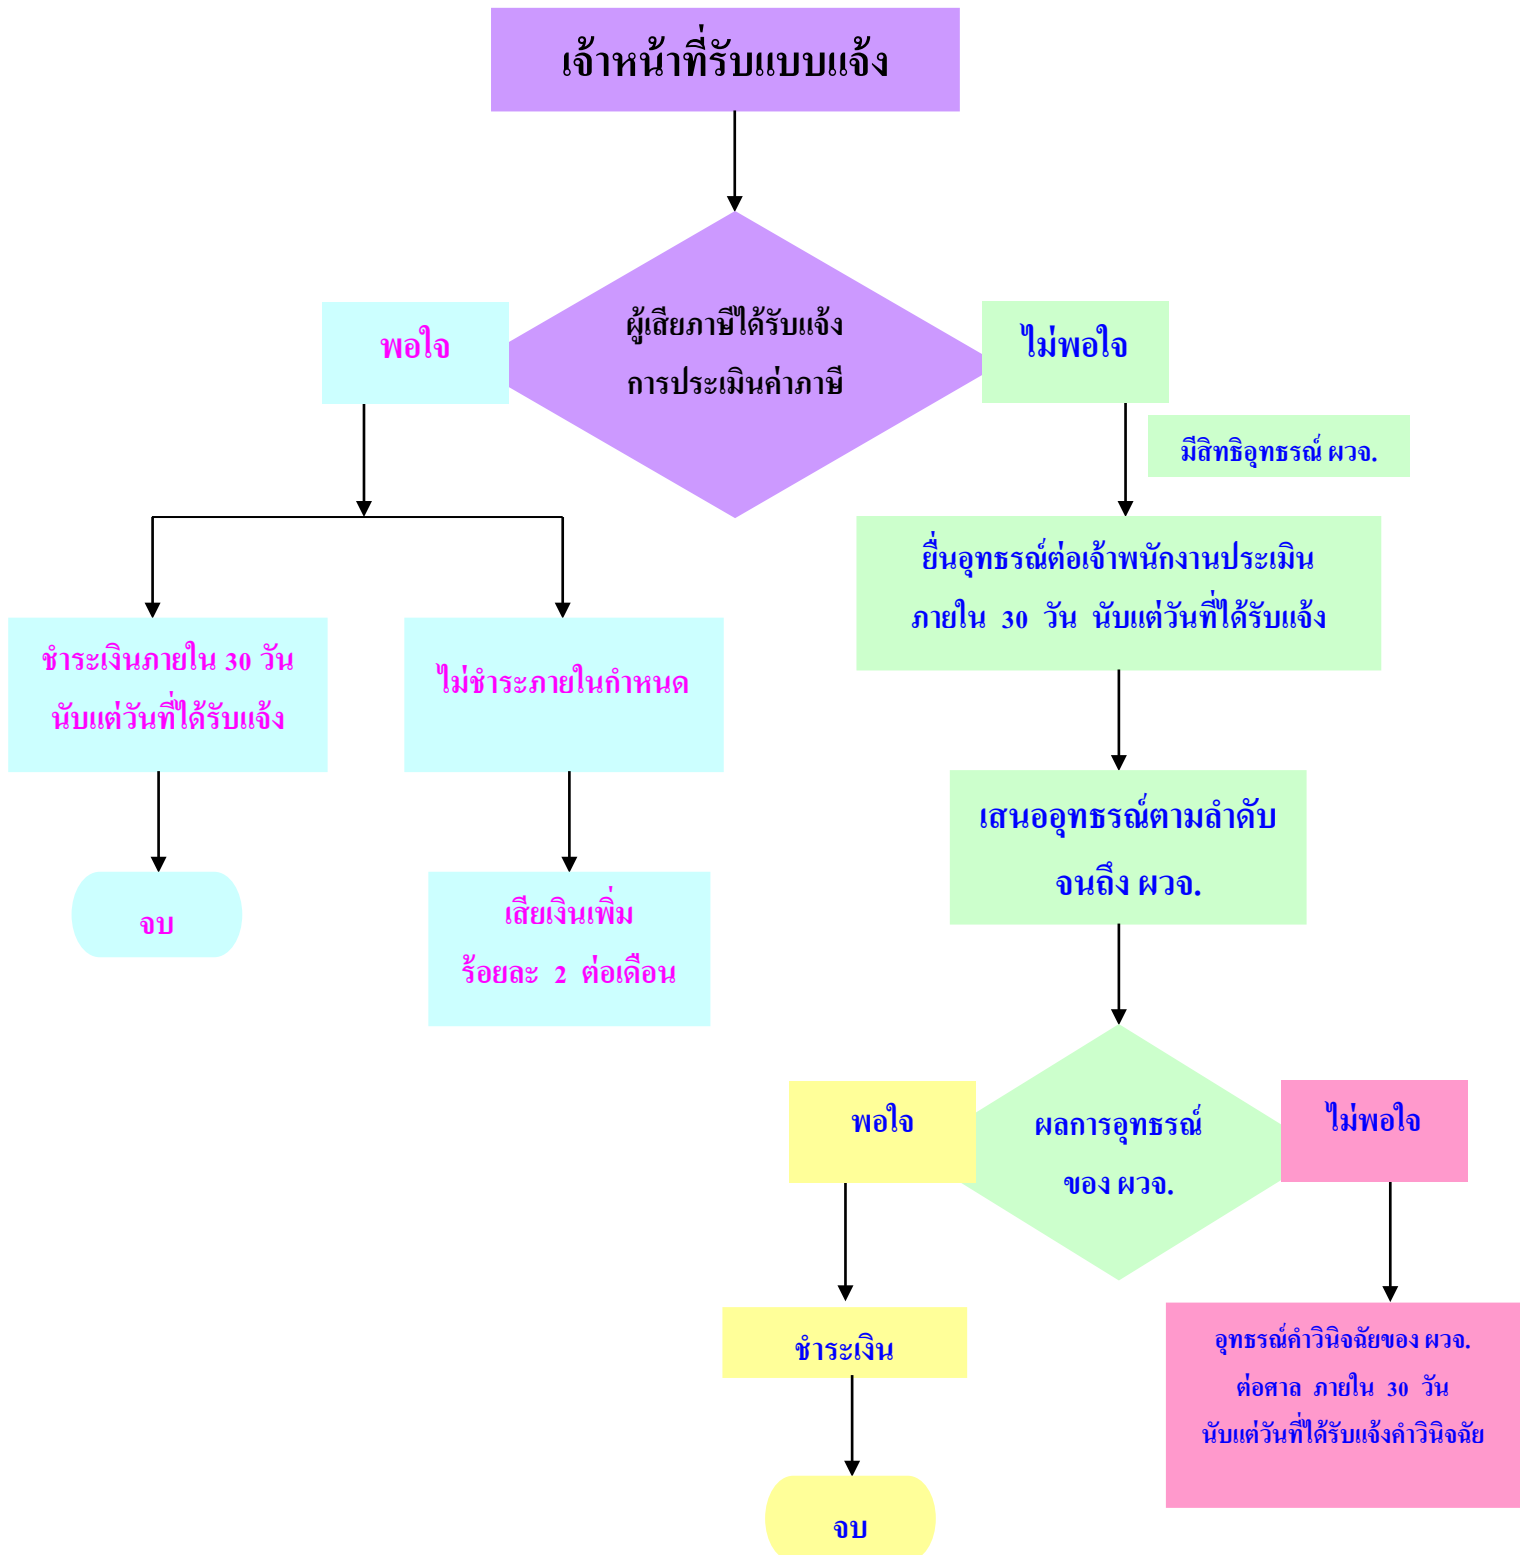 เจ้าหน้าที่รับแบบแจ้ง
ผู้เสียภาษีได้รับแจ้ง
การประเมินค่าภาษี
พอใจ
ไม่พอใจ
มีสิทธิอุทธรณ์ ผวจ.
ชำระเงินภายใน 30 วัน
นับแต่วันที่ได้รับแจ้ง
จบ
ไม่ชำระภายในกำหนด
เสียเงินเพิ่ม
ร้อยละ 2 ต่อเดือน
ยื่นอุทธรณ์ต่อเจ้าพนักงานประเมิน
ภายใน 30 วัน นับแต่วันที่ได้รับแจ้ง
เสนออุทธรณ์ตามลำดับ
จนถึง ผวจ.
ผลการอุทธรณ์
ของ ผวจ.
พอใจ
ชำระเงิน
จบ
ไม่พอใจ
อุทธรณ์คำวินิจฉัยของ ผวจ.
ต่อศาล ภายใน 30 วัน
นับแต่วันที่ได้รับแจ้งคำวินิจฉัย